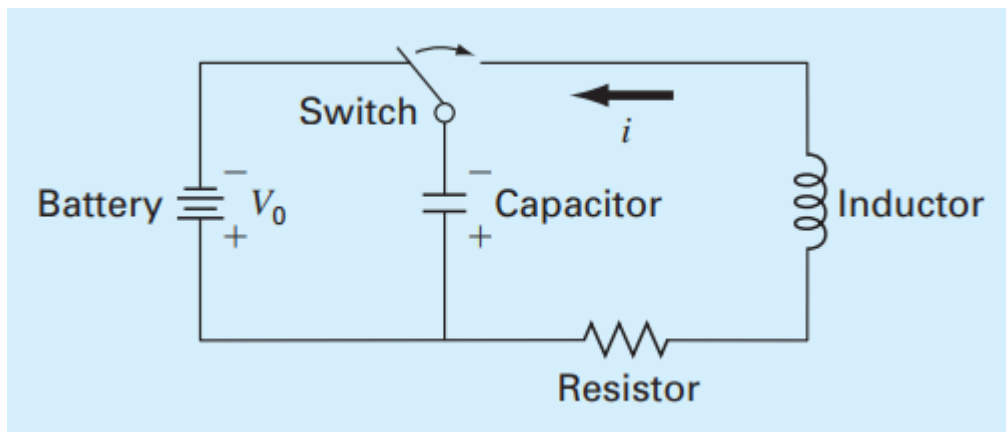 Switch
i
−
−
Battery
V₀
Capacitor
Inductor
+
+
Resistor